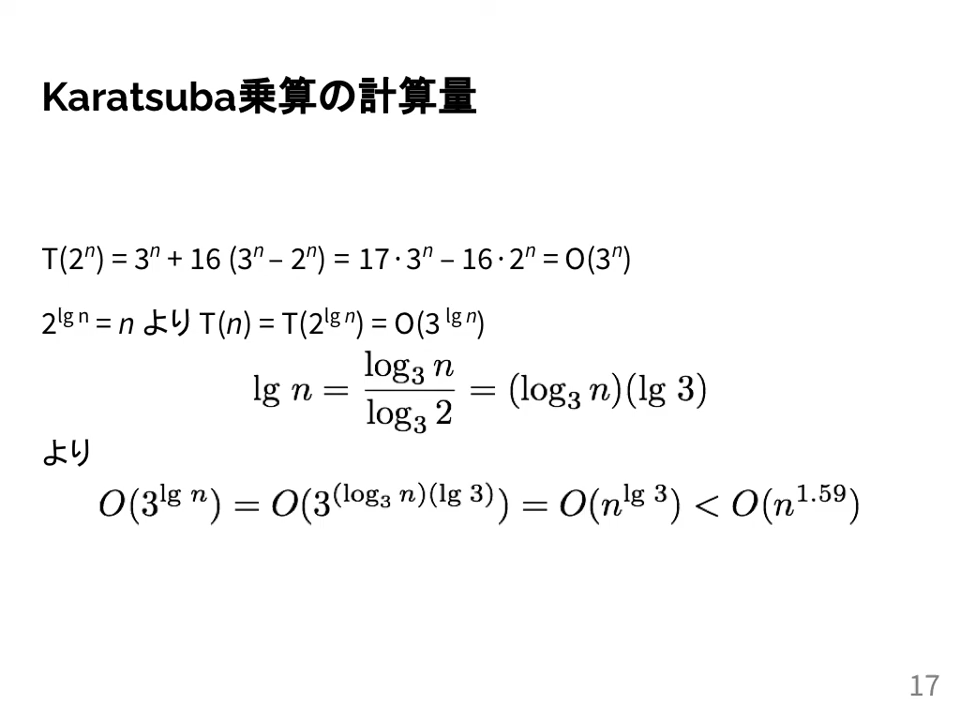 Karatsuba乗算の計算量
T(2ⁿ) = 3ⁿ + 16 (3ⁿ – 2ⁿ) = 17·3ⁿ – 16·2ⁿ = O(3ⁿ)
2^{lg n} = n より T(n) = T(2^{lg n}) = O(3^{lg n})
lg n = \frac{log₃ n}{log₃ 2} = (log₃ n)(lg 3)
より
O(3^{lg n}) = O(3^{(log₃ n)(lg 3)}) = O(n^{lg 3}) < O(n^{1.59})
17